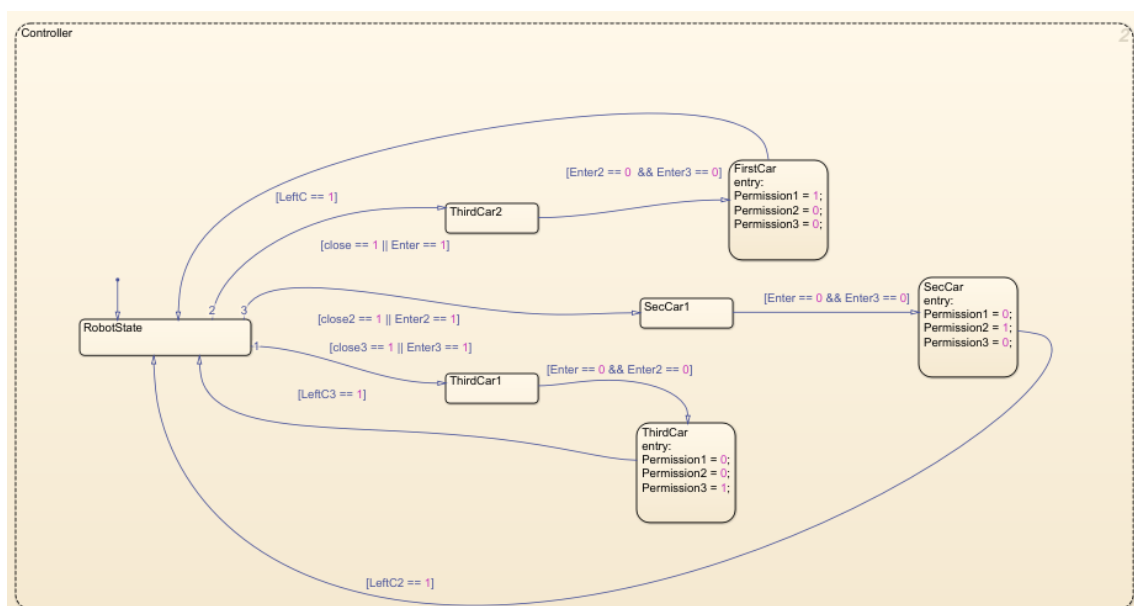 Controller
2
[LeftC == 1]
[Enter2 == 0 && Enter3 == 0]
FirstCar
entry:
Permission1 = 1;
Permission2 = 0;
Permission3 = 0;
ThirdCar2
[close == 1 || Enter == 1]
2
3
RobotState
1
[close2 == 1 || Enter2 == 1]
SecCar1
[Enter == 0 && Enter3 == 0]
SecCar
entry:
Permission1 = 0;
Permission2 = 1;
Permission3 = 0;
[close3 == 1 || Enter3 == 1]
ThirdCar1
[Enter == 0 && Enter2 == 0]
[LeftC3 == 1]
ThirdCar
entry:
Permission1 = 0;
Permission2 = 0;
Permission3 = 1;
[LeftC2 == 1]